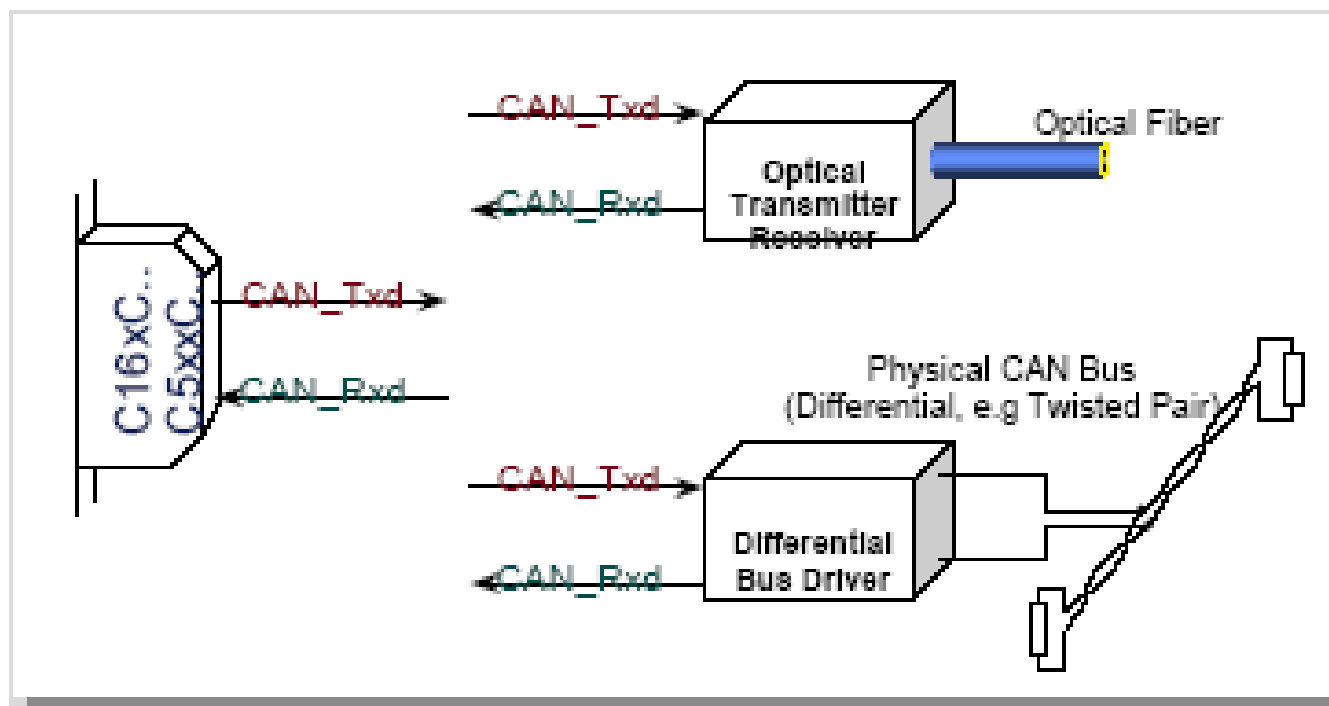 CAN_Txd
Optical Fiber
Optical
Transmitter
Receiver
CAN_Rxd
C16xC..
C5xxC..
CAN_Txd
CAN_Rxd
Physical CAN Bus
(Differential, e.g Twisted Pair)
CAN_Txd
Differential
Bus Driver
CAN_Rxd